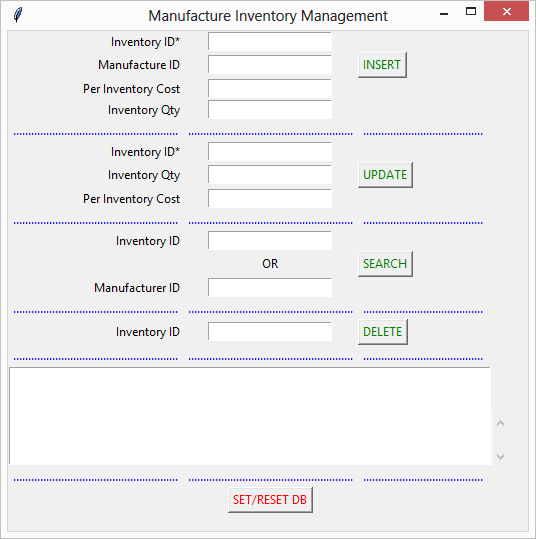 Manufacture Inventory Management
Inventory ID*
Manufacture ID
INSERT
Per Inventory Cost
Inventory Qty
Inventory ID*
Inventory Qty
UPDATE
Per Inventory Cost
Inventory ID
OR
SEARCH
Manufacturer ID
Inventory ID
DELETE
SET/RESET DB